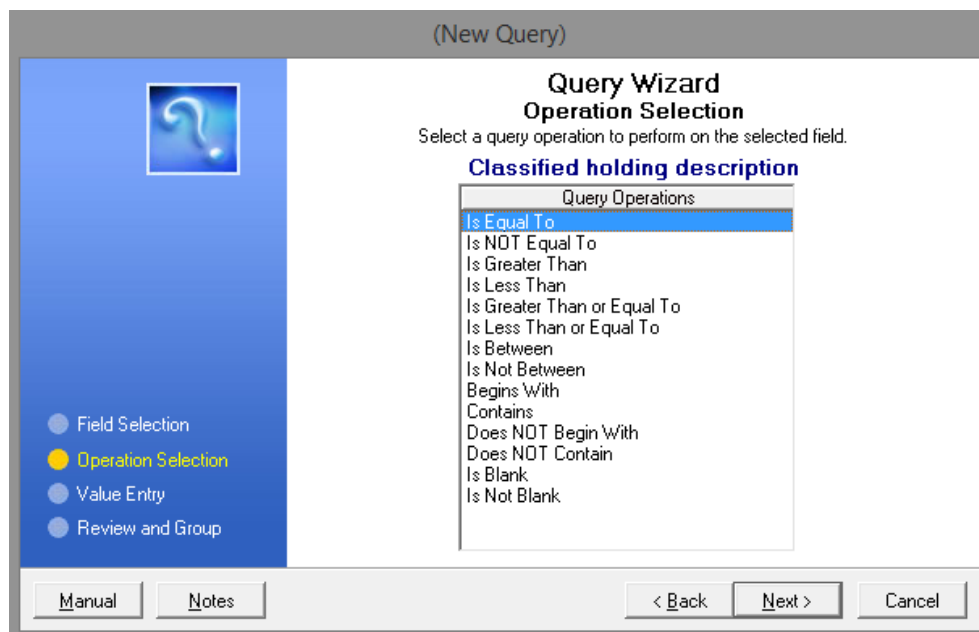 (New Query)
Query Wizard
Operation Selection
Select a query operation to perform on the selected field.
Classified holding description
Query Operations
Is Equal To
Is NOT Equal To
Is Greater Than
Is Less Than
Is Greater Than or Equal To
Is Less Than or Equal To
Is Between
Is Not Between
Begins With
Contains
Does NOT Begin With
Does NOT Contain
Is Blank
Is Not Blank
Field Selection
Operation Selection
Value Entry
Review and Group
Manual Notes < Back Next > Cancel